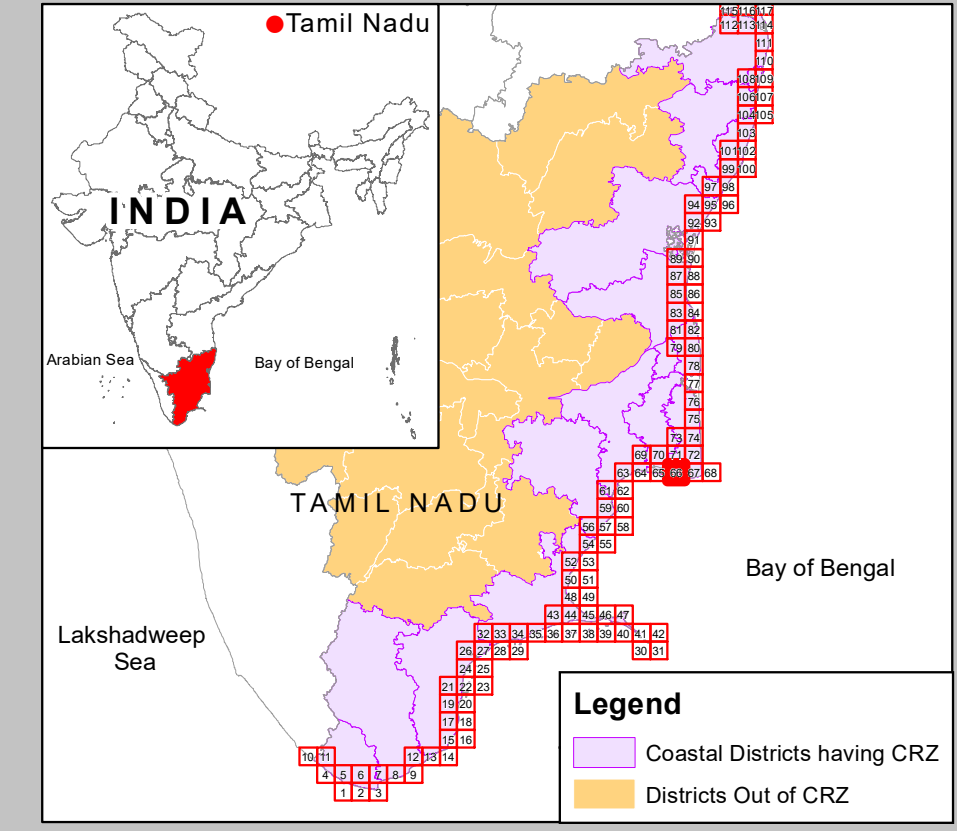 Tamil Nadu
INDIA
Arabian Sea
Bay of Bengal
115 116 117
112 113 114
111
110
108 109
106 107
104 105
103
101 102
99 100
97 98
94 95 96
92 93
91
89 90
87 88
85 86
83 84
81 82
79 80
78
77
76
75
73 74
69 70 71 72
63 64 65 66 67 68
TAMIL NADU
61 62
59 60
56 57 58
54 55
52 53
50 51
48 49
43 44 45 46 47
32 33 34 35 36 37 38 39 40 41 42
26 27 28 29 30 31
24 25
21 22 23
19 20
17 18
15 16
10 11 12 13 14
4 5 6 7 8 9
1 2 3
Bay of Bengal
Lakshadweep
Sea
Legend
Coastal Districts having CRZ
Districts Out of CRZ